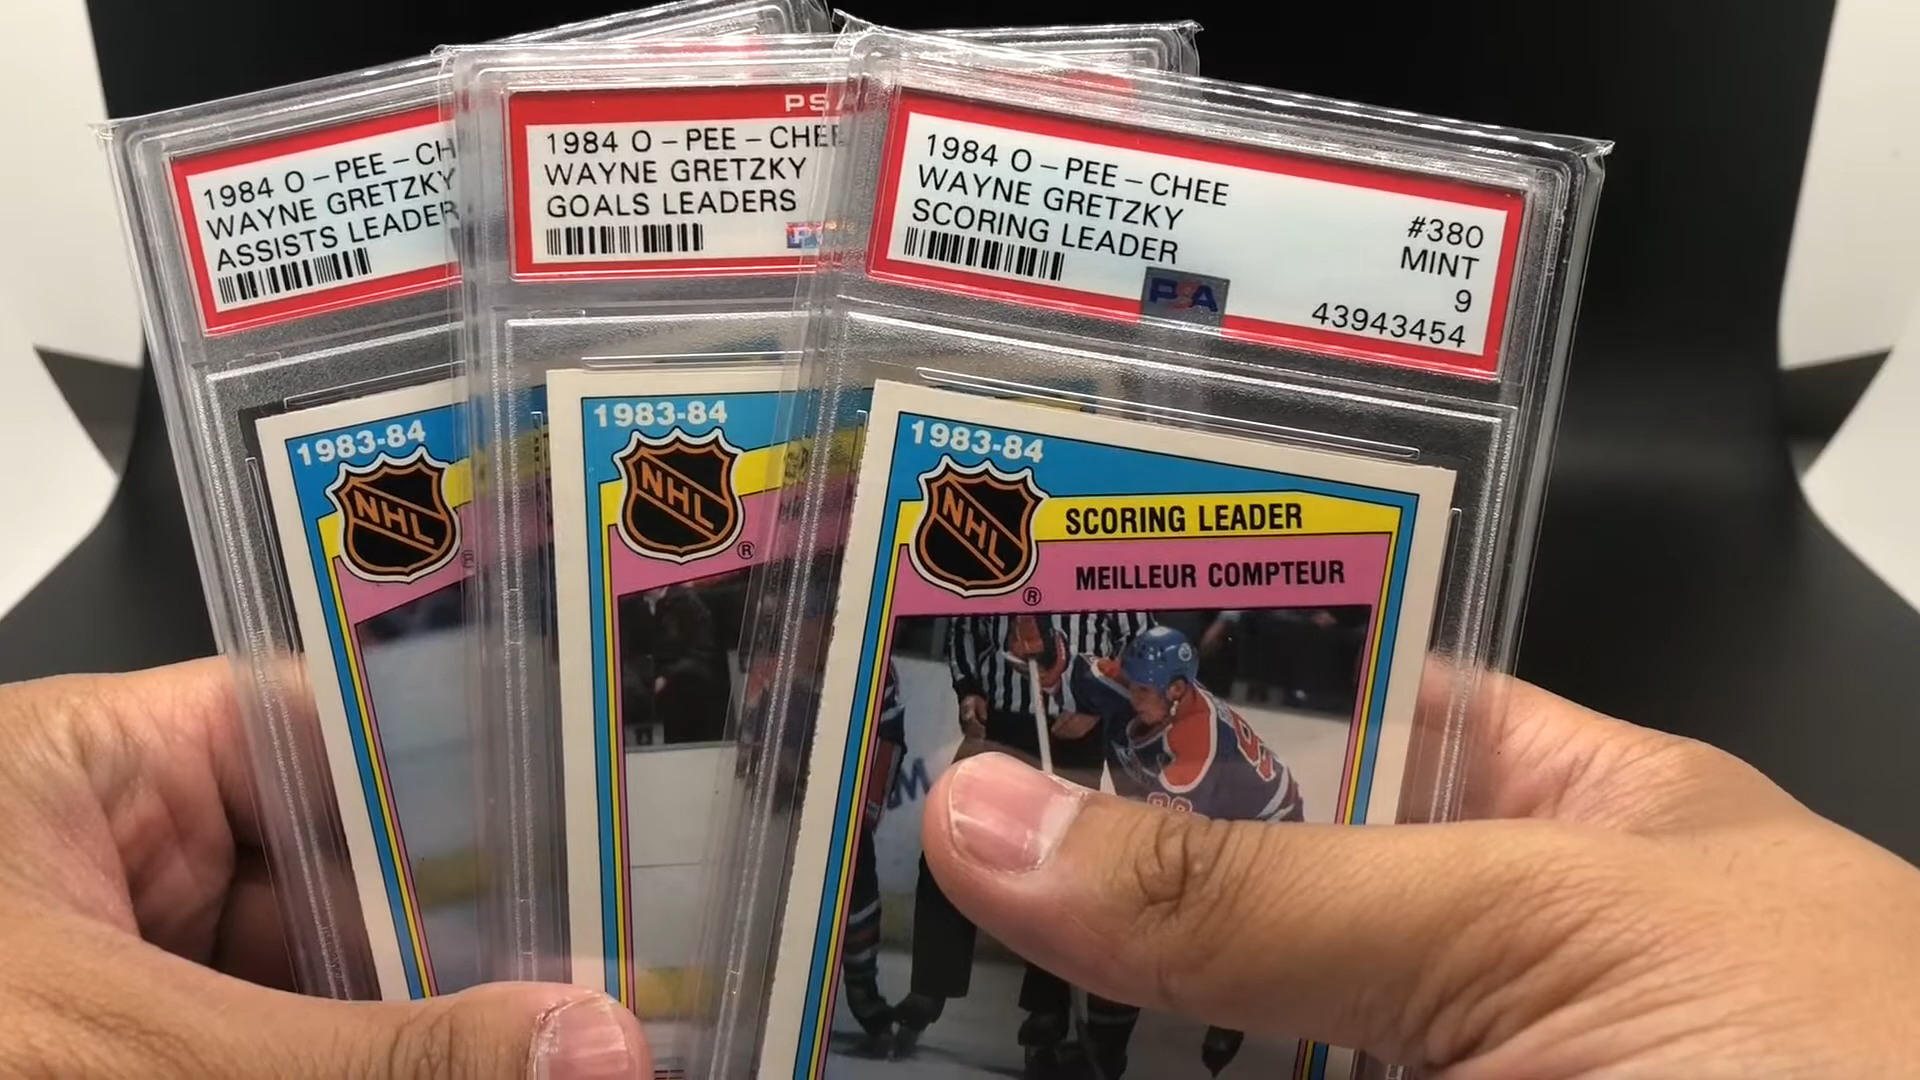 1984 O-PEE-CH
WAYNE GRETZKY
ASSISTS LEADER
PSA
1984 O-PEE-CHEE
WAYNE GRETZKY
GOALS LEADERS
1984 O-PEE-CHEE
WAYNE GRETZKY
SCORING LEADER
#380
MINT
9
43943454
PSA
1983-84
NHL
1983-84
NHL
®
1983-84
NHL
®
SCORING LEADER
MEILLEUR COMPTEUR